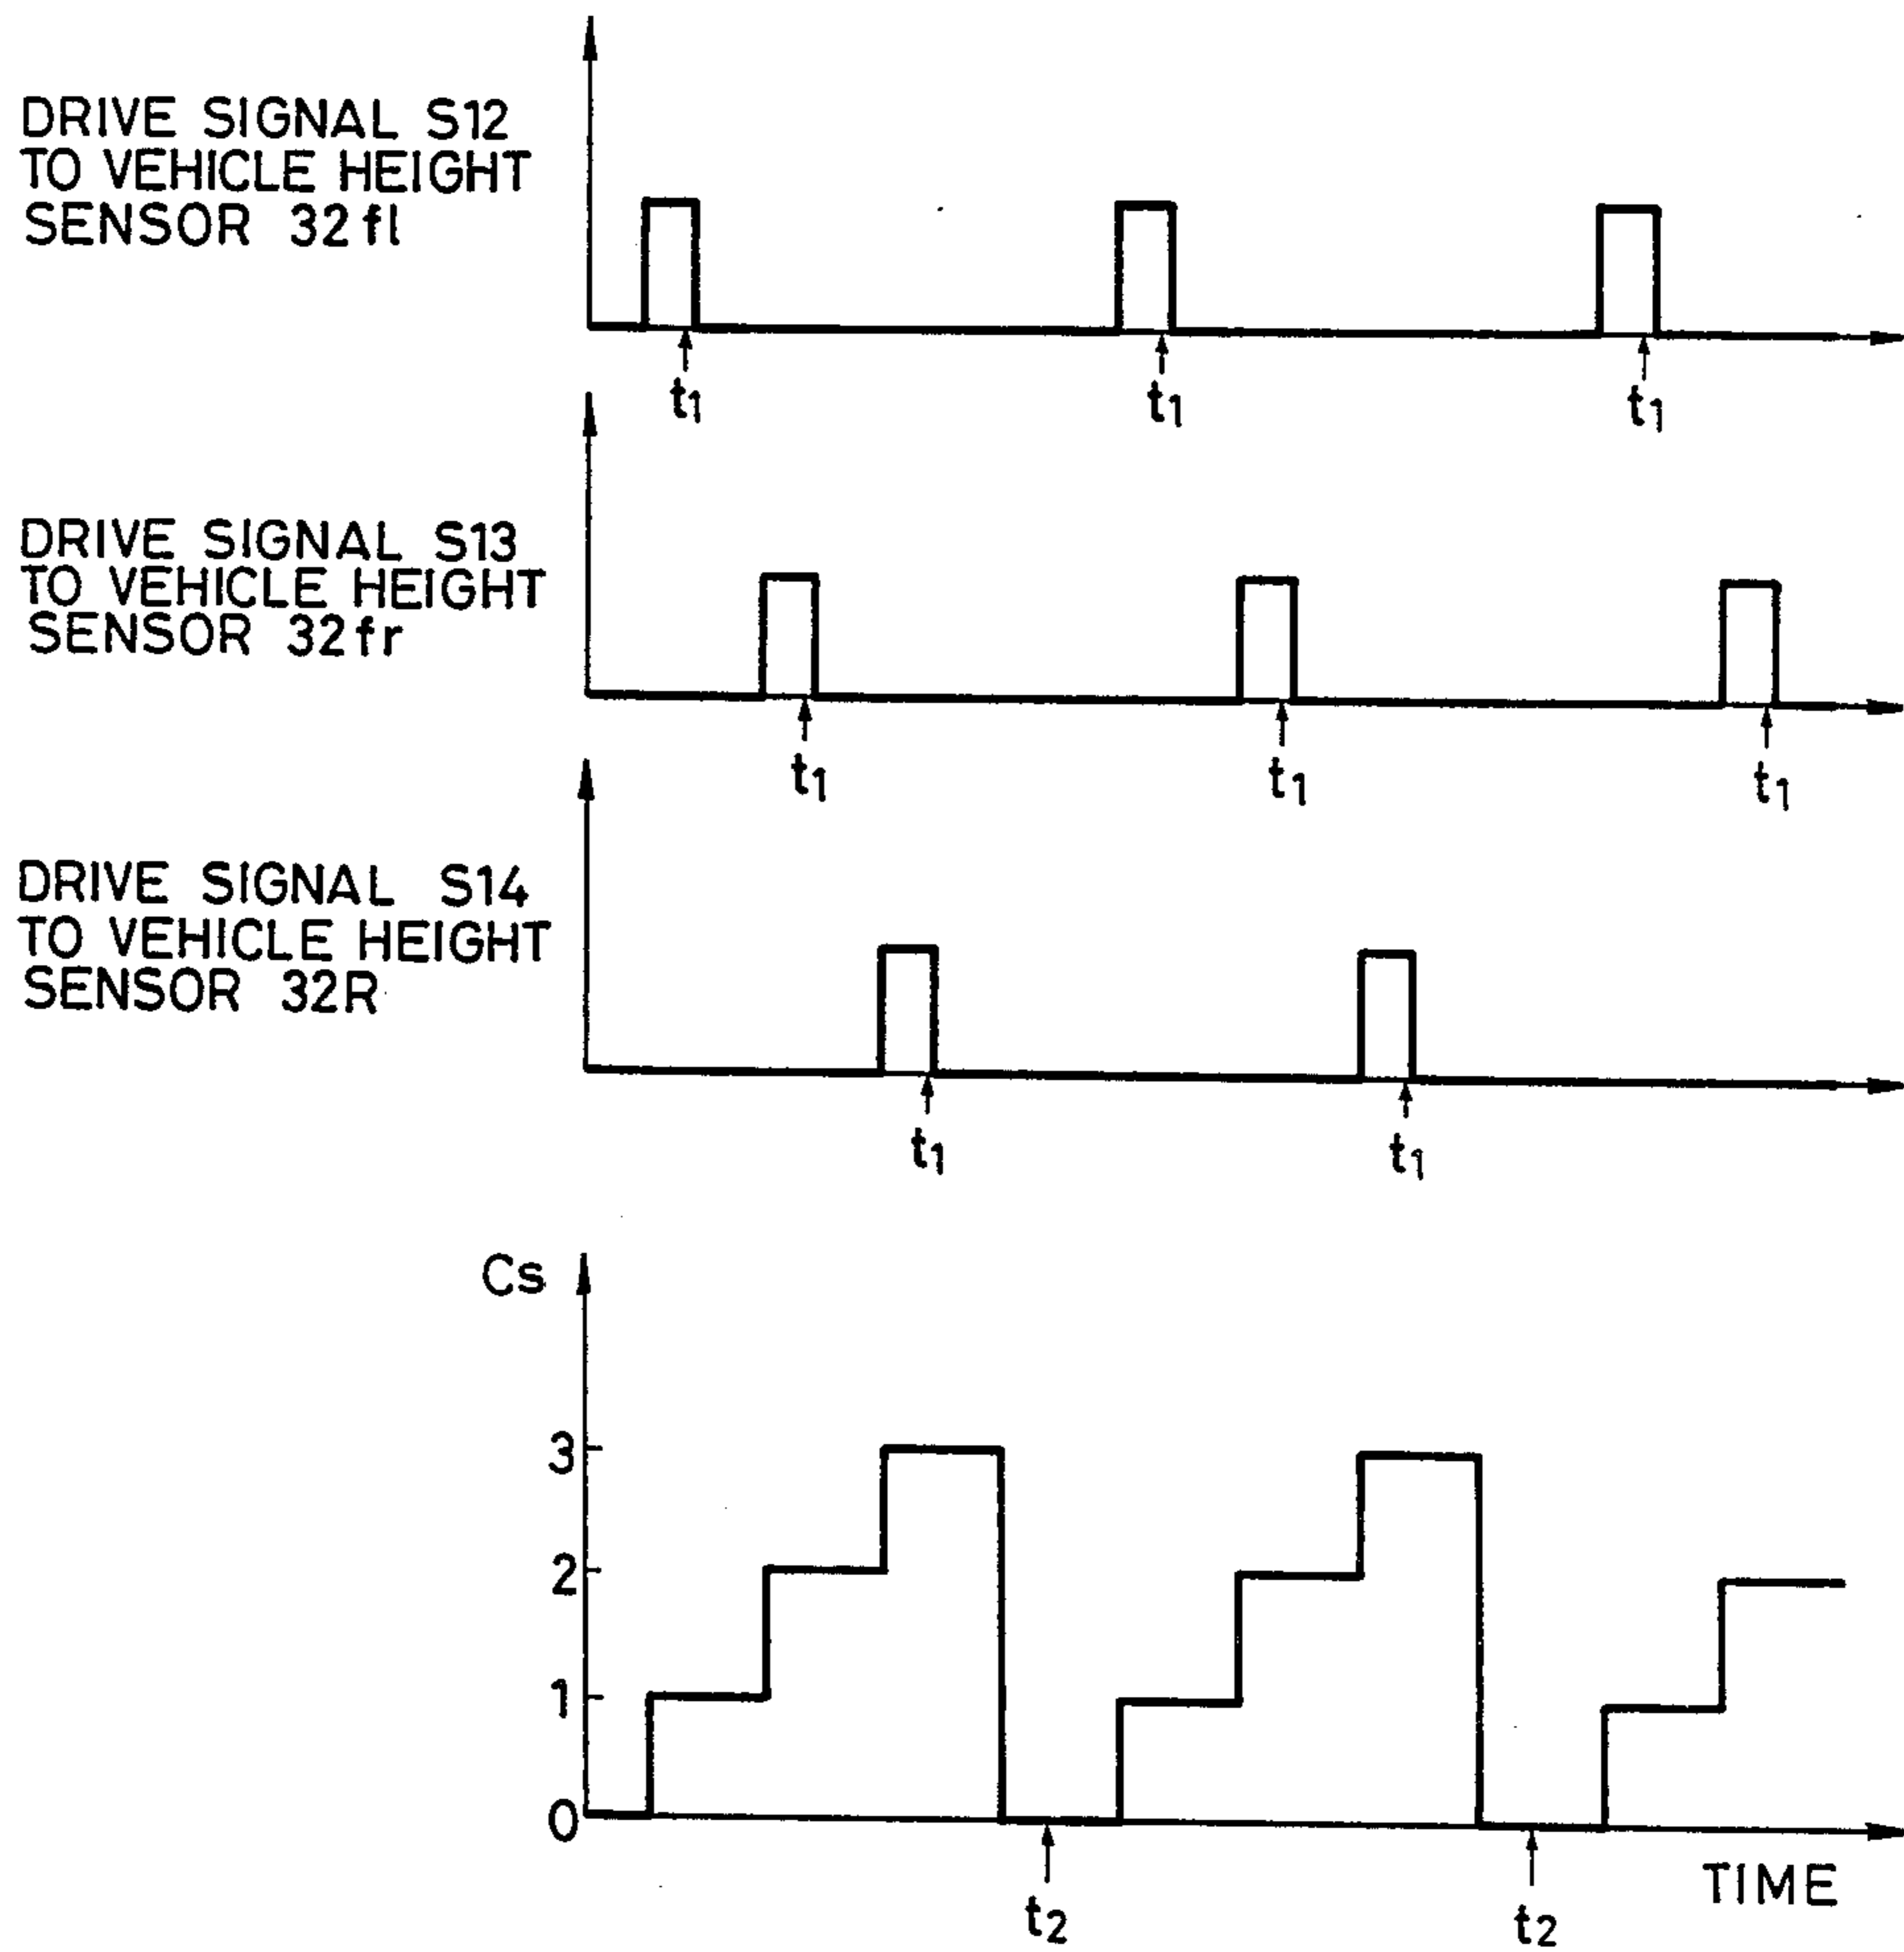 DRIVE SIGNAL S12
TO VEHICLE HEIGHT
SENSOR 32fl
t1 t1 t1
DRIVE SIGNAL S13
TO VEHICLE HEIGHT
SENSOR 32fr
t1 t1 t1
DRIVE SIGNAL S14
TO VEHICLE HEIGHT
SENSOR 32R
t1 t1
Cs
3
2
1
0
t2 t2
TIME